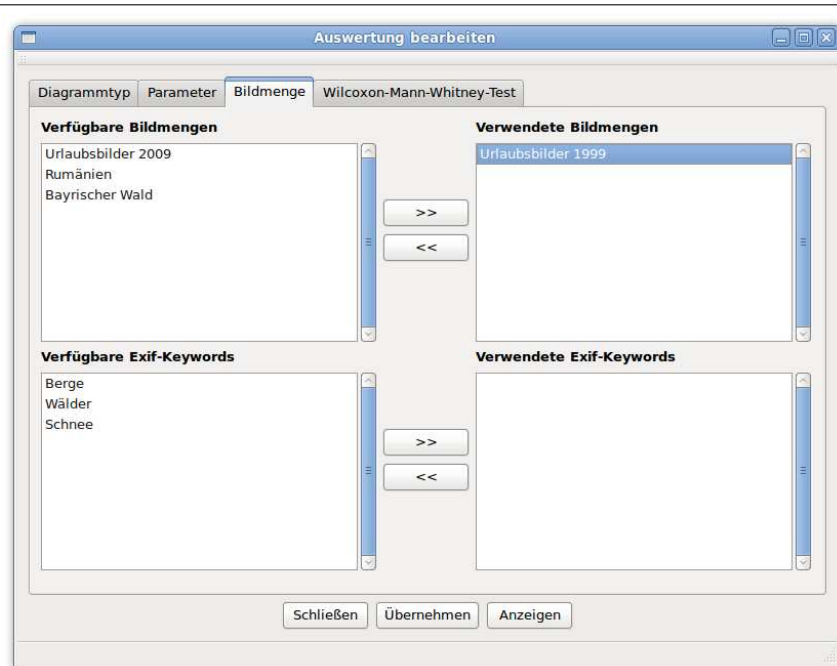 Auswertung bearbeiten
Diagrammtyp Parameter Bildmenge Wilcoxon-Mann-Whitney-Test
Verfügbare Bildmengen
Urlaubsbilder 2009
Rumänien
Bayrischer Wald
>>
<<
Verwendete Bildmengen
Urlaubsbilder 1999
Verfügbare Exif-Keywords
Berge
Wälder
Schnee
>>
<<
Verwendete Exif-Keywords
Schließen Übernehmen Anzeigen